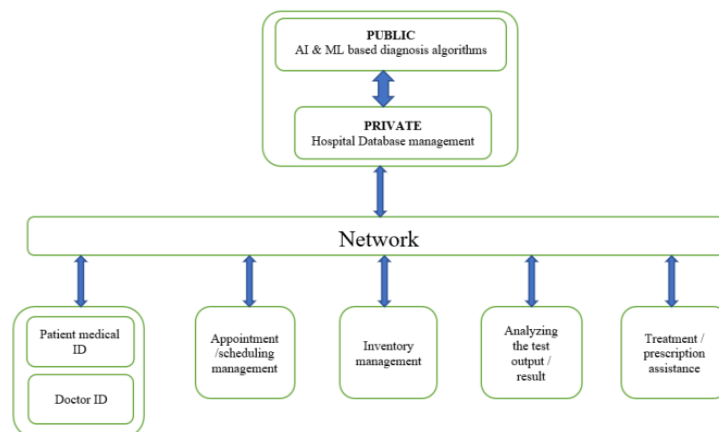 PUBLIC
AI & ML based diagnosis algorithms
PRIVATE
Hospital Database management
Network
Patient medical
ID
Doctor ID
Appointment
/scheduling
management
Inventory
management
Analyzing
the test
output /
result
Treatment /
prescription
assistance